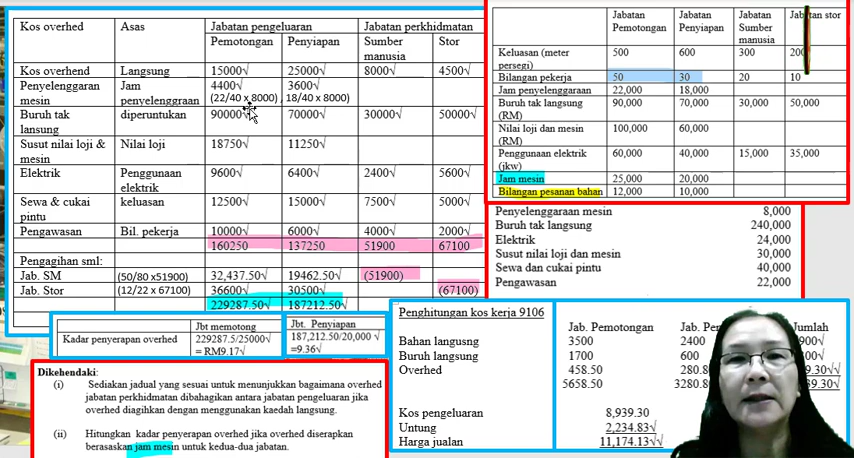 Kos overhed Asas Jabatan pengeluaran Jabatan perkhidmatan
Pemotongan Penyiapan Sumber manusia Stor
Kos overhend Langsung 15000√ 25000√ 8000√ 4500√
Penyelenggaran mesin Jam penyelenggraan 4400√ 3600√
(22/40 x 8000) , 18/40 x 8000)
Buruh tak lansung diperuntukan 90000√ 70000√ 30000√ 50000√
Susut nilai loji & mesin Nilai loji 18750√ 11250√
Elektrik Penggunaan elektrik 9600√ 6400√ 2400√ 5600√
Sewa & cukai pintu keluasan 12500√ 15000√ 7500√ 5000√
Pengawasan Bil. pekerja 10000√ 6000√ 4000√ 2000√
160250 137250 51900 67100
Pengagihan sml:
Jab. SM (50/80 x51900) 32,437.50√ 19462.50√ (51900)
Jab. Stor (12/22 x 67100) 36600√ 30500√ (67100)
229287.50√ 187212.50√
Jabatan Pemotongan Jabatan Penyiapan Jabatan Sumber manusia stor
Keluasan (meter persegi) 500 600 300 200
Bilangan pekerja 50 30 20 10
Jam penyelenggaraan 22,000 18,000
Buruh tak langsung (RM) 90,000 70,000 30,000 50,000
Nilai loji dan mesin (RM) 100,000 60,000
Penggunaan elektrik (jkw) 60,000 40,000 15,000 35,000
Jam mesin 25,000 20,000
Bilangan pesanan bahan 12,000 10,000
Penyelenggaraan mesin 8,000
Buruh tak langsung 240,000
Elektrik 24,000
Susut nilai loji dan mesin 30,000
Sewa dan cukai pintu 40,000
Pengawasan 22,000
Jbt memotong Jbt. Penyiapan
Kadar penyerapan overhed 229287.5/25000√ 187,212.50/20,000 √
= RM9.17√ =9.36√
Dikehendaki:
(i) Sediakan jadual yang sesuai untuk menunjukkan bagaimana overhed
jabatan perkhidmatan dibahagikan antara jabatan pengeluaran jika
overhed diagihkan dengan menggunakan kaedah langsung.
(ii) Hitungkan kadar penyerapan overhed jika overhed diserapkan
berasaskan jam mesin untuk kedua-dua jabatan.
Penghitungan kos kerja 9106
Jab. Pemotongan Jab. Jumlah
Bahan langusng 3500 2400
Buruh langsung 1700 600
Overhed 458.50 280.8
5658.50 3280.8
Kos pengeluaran 8,939.30
Untung 2,234.83√
Harga jualan 11,174.13√√